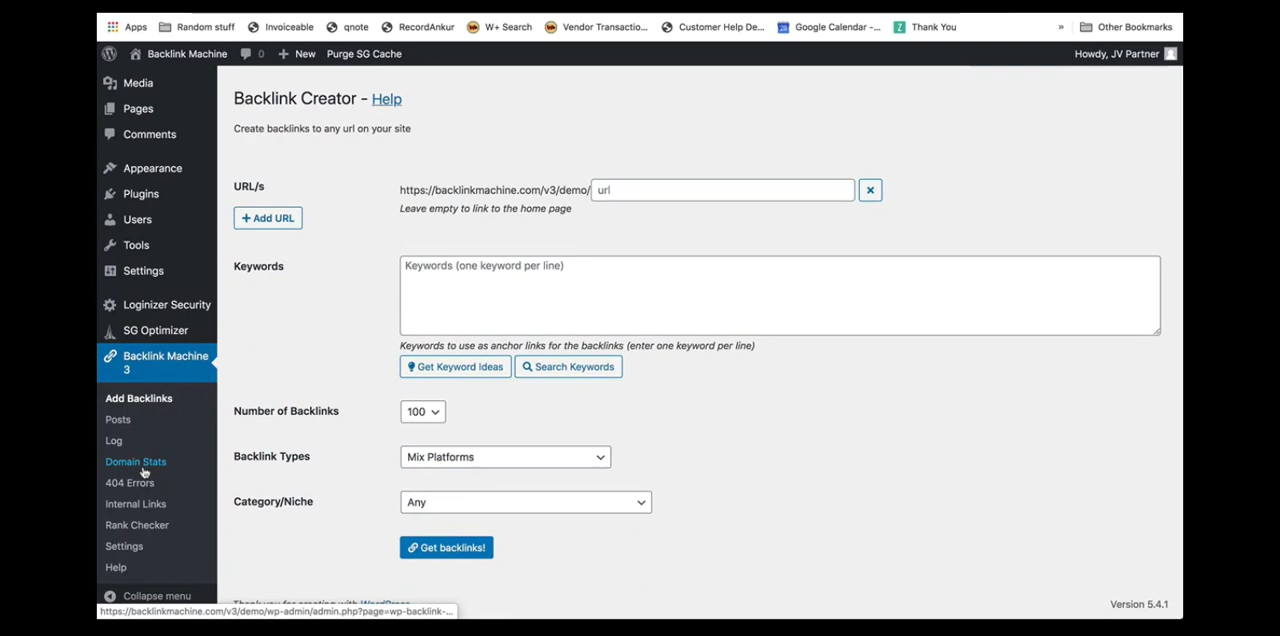 Apps Random stuff Invoiceable qnote RecordAnkur W+ Search Vendor Transactio... Customer Help De... Google Calendar -... Thank You » Other Bookmarks
Backlink Machine 0 + New Purge SG Cache Howdy, JV Partner
Media
Pages
Comments
Appearance
Plugins
Users
Tools
Settings
Loginizer Security
SG Optimizer
Backlink Machine
3
Add Backlinks
Posts
Log
Domain Stats
404 Errors
Internal Links
Rank Checker
Settings
Help
Collapse menu
Backlink Creator - Help
Create backlinks to any url on your site
URL/s https://backlinkmachine.com/v3/demo/ url
Leave empty to link to the home page
+ Add URL
Keywords Keywords (one keyword per line)
Keywords to use as anchor links for the backlinks (enter one keyword per line)
Get Keyword Ideas Search Keywords
Number of Backlinks 100
Backlink Types Mix Platforms
Category/Niche Any
Get backlinks!
Thank you for creating with WordPress
Version 5.4.1
https://backlinkmachine.com/v3/demo/wp-admin/admin.php?page=wp-backlink-...